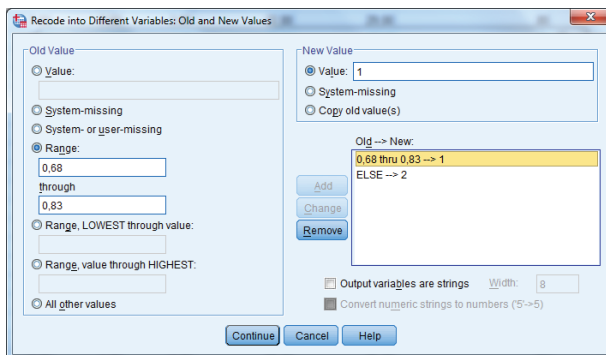 Recode into Different Variables: Old and New Values
Old Value
Value:
System-missing
System- or user-missing
Range:
0,68
through
0,83
Range, LOWEST through value:
Range, value through HIGHEST:
All other values
New Value
Value: 1
System-missing
Copy old value(s)
Old --> New:
0,68 thru 0,83 --> 1
ELSE --> 2
Add
Change
Remove
Output variables are strings Width: 8
Convert numeric strings to numbers ('5'->5)
Continue Cancel Help